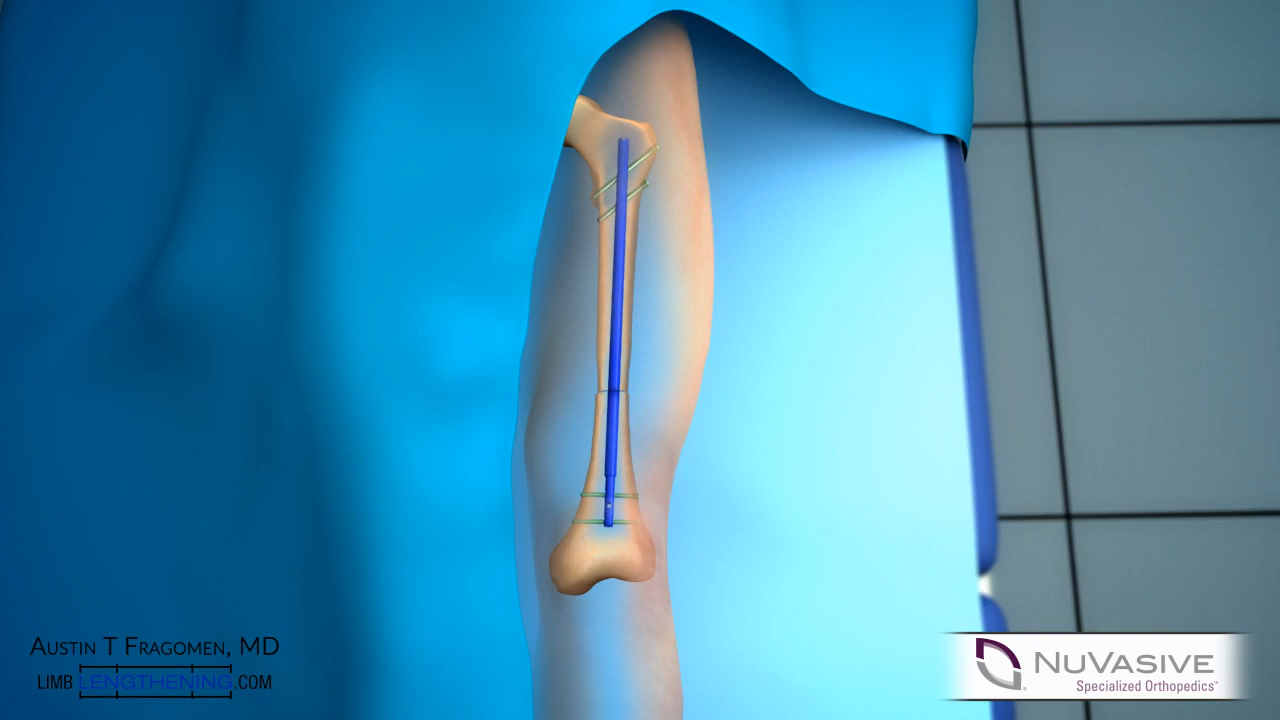 Austin T Fragomen, MD
LIMB LENGTHENING.COM
NUVASIVE
Specialized Orthopedics™